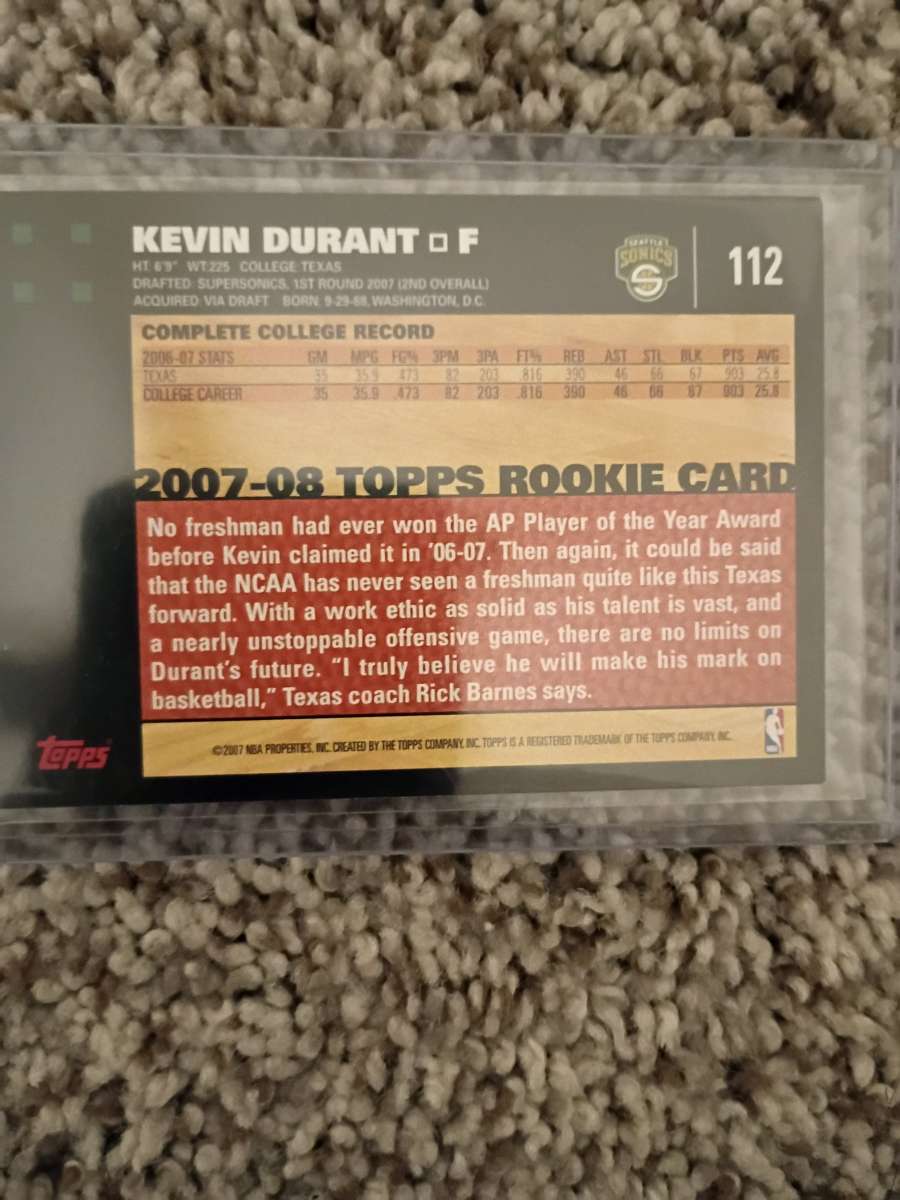 KEVIN DURANT □ F
112
SEATTLE
SONICS
S
HT: 6'9" WT:225 COLLEGE: TEXAS
DRAFTED: SUPERSONICS, 1ST ROUND 2007 (2ND OVERALL)
ACQUIRED: VIA DRAFT BORN: 9-29-88, WASHINGTON, D.C.
COMPLETE COLLEGE RECORD
2006-07 STATS GM MPG FG% 3PM 3PA FT% REB AST STL BLK PTS AVG
TEXAS 35 35.9 .473 82 203 .816 390 46 66 67 903 25.8
COLLEGE CAREER 35 35.9 .473 82 203 .816 390 46 66 67 903 25.8
2007-08 TOPPS ROOKIE CARD
No freshman had ever won the AP Player of the Year Award
before Kevin claimed it in '06-07. Then again, it could be said
that the NCAA has never seen a freshman quite like this Texas
forward. With a work ethic as solid as his talent is vast, and
a nearly unstoppable offensive game, there are no limits on
Durant's future. "I truly believe he will make his mark on
basketball," Texas coach Rick Barnes says.
topps
©2007 NBA PROPERTIES, INC. CREATED BY THE TOPPS COMPANY, INC. TOPPS IS A REGISTERED TRADEMARK OF THE TOPPS COMPANY, INC.